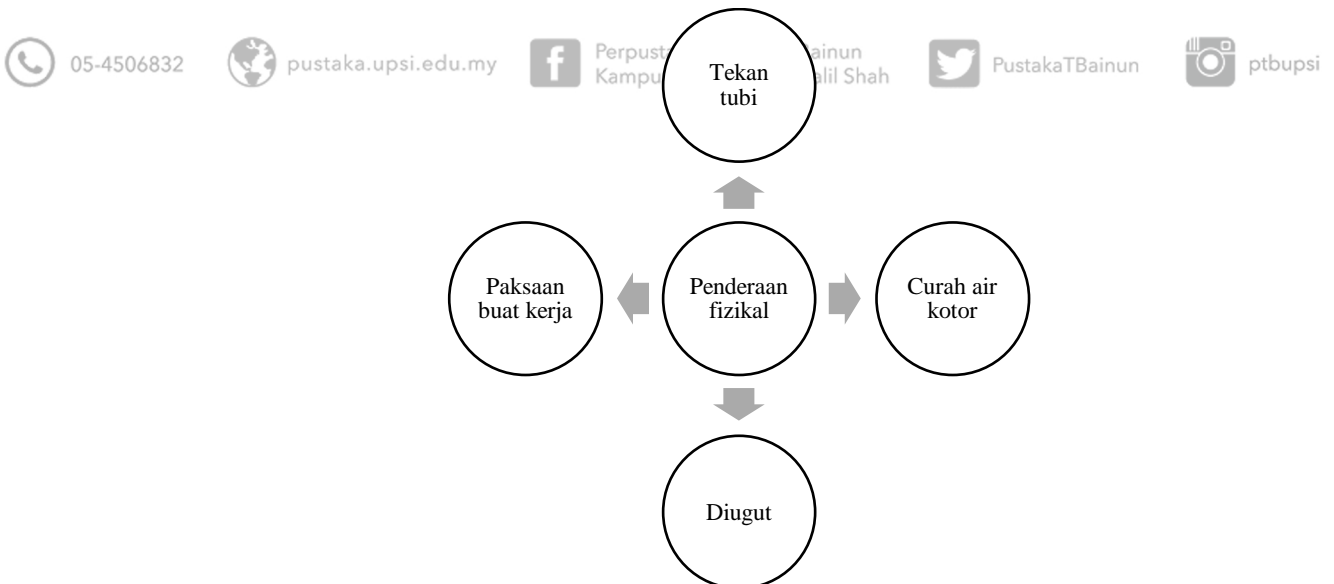 05-4506832
pustaka.upsi.edu.my
ainun
Kampu
alil Shah
PustakaTBainun
ptbupsi
Tekan
tubi
Paksaan
buat kerja
Penderaan
fizikal
Curah air
kotor
Diugut